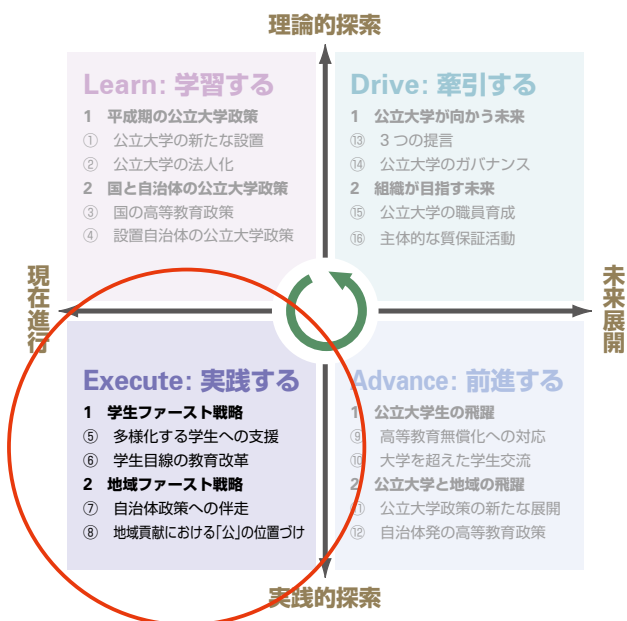 理論的探索
Learn: 学習する
1 平成期の公立大学政策
① 公立大学の新たな設置
② 公立大学の法人化
2 国と自治体の公立大学政策
③ 国の高等教育政策
④ 設置自治体の公立大学政策
Drive: 牽引する
1 公立大学が向かう未来
⑬ 3つの提言
⑭ 公立大学のガバナンス
2 組織が目指す未来
⑮ 公立大学の職員育成
⑯ 主体的な質保証活動
現在進行
未来展開
Execute: 実践する
1 学生ファースト戦略
⑤ 多様化する学生への支援
⑥ 学生目線の教育改革
2 地域ファースト戦略
⑦ 自治体政策への伴走
⑧ 地域貢献における「公」の位置づけ
Advance: 前進する
1 公立大学生の飛躍
⑨ 高等教育無償化への対応
⑩ 大学を超えた学生交流
2 公立大学と地域の飛躍
⑪ 公立大学政策の新たな展開
⑫ 自治体発の高等教育政策
実践的探索